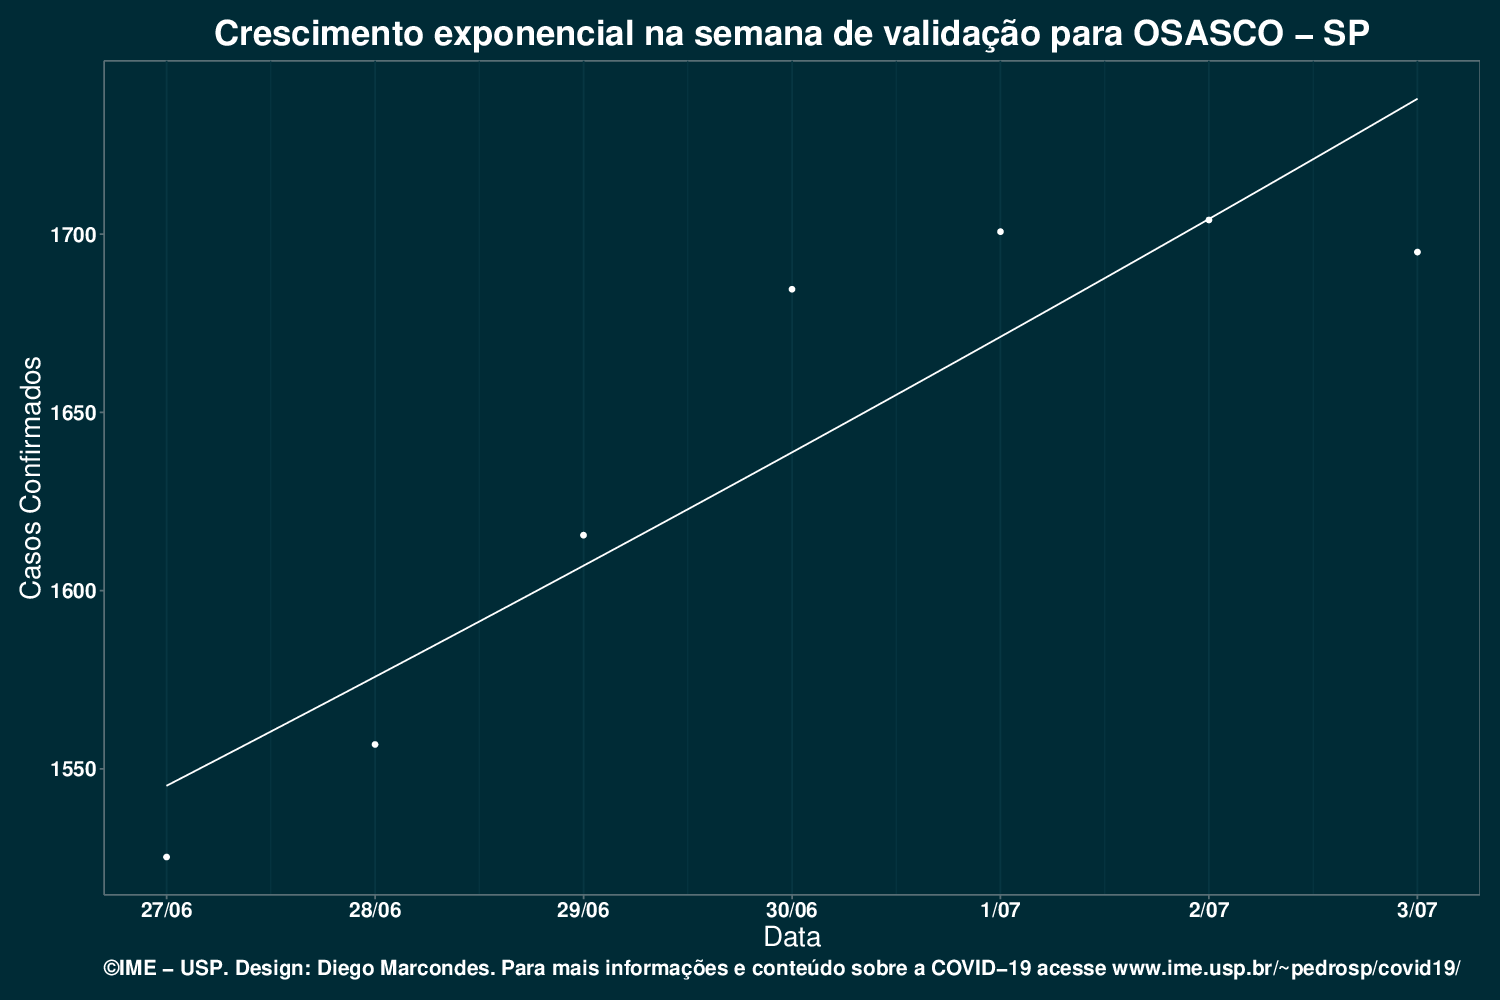 Crescimento exponencial na semana de validação para OSASCO − SP
Casos Confirmados
1700
1650
1600
1550
27/06 28/06 29/06 30/06 1/07 2/07 3/07
Data
©IME − USP. Design: Diego Marcondes. Para mais informações e conteúdo sobre a COVID−19 acesse www.ime.usp.br/~pedrosp/covid19/